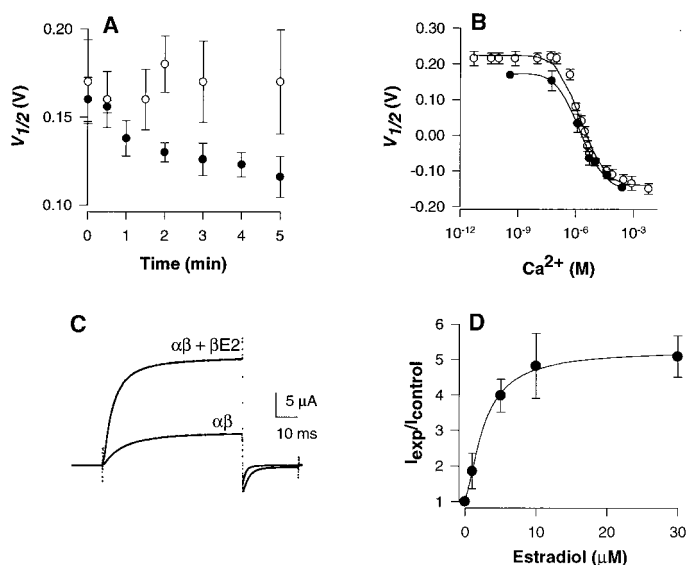 A
V1/2 (V)
0.20
0.15
0.10
0 1 2 3 4 5
Time (min)
B
V1/2 (V)
0.30
0.20
0.10
0.00
-0.10
-0.20
10-12 10-9 10-6 10-3
Ca2+ (M)
C
αβ + βE2
αβ
5 μA
10 ms
D
Iexp/Icontrol
6
5
4
3
2
1
0 10 20 30
Estradiol (μM)